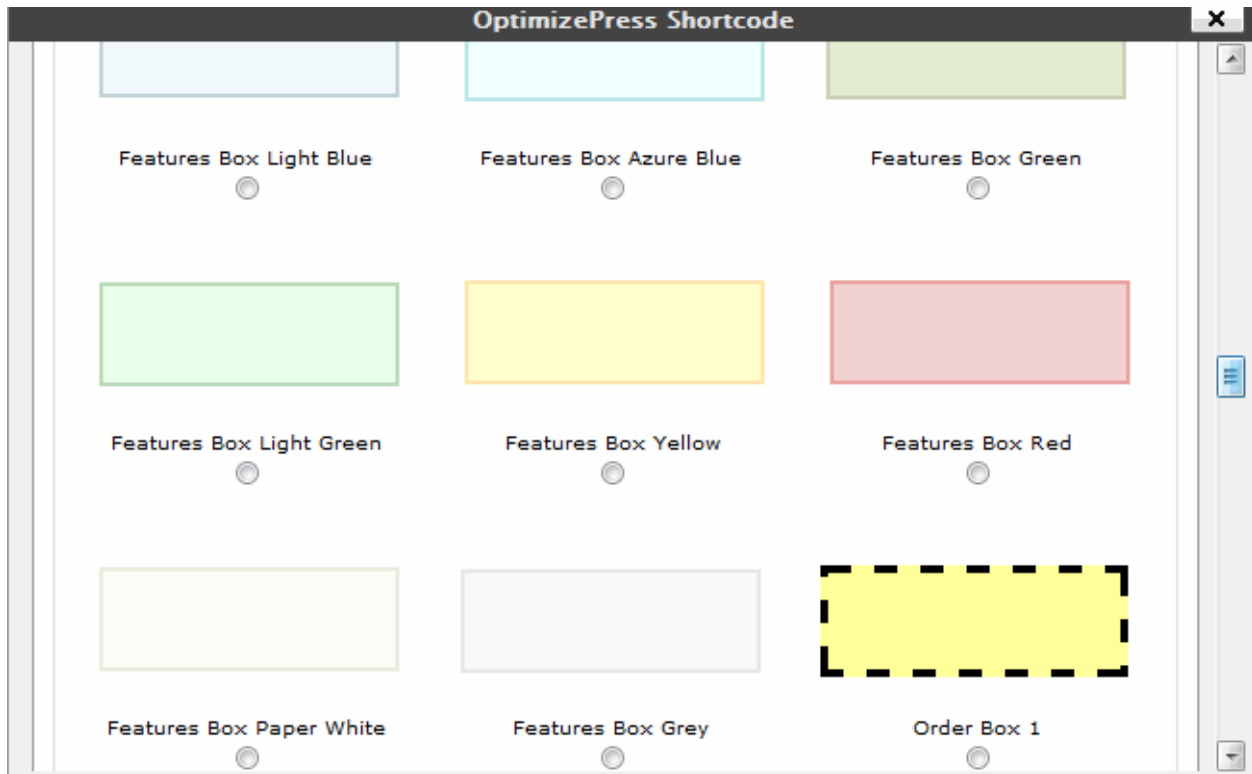 OptimizePress Shortcode
Features Box Light Blue
Features Box Azure Blue
Features Box Green
Features Box Light Green
Features Box Yellow
Features Box Red
Features Box Paper White
Features Box Grey
Order Box 1